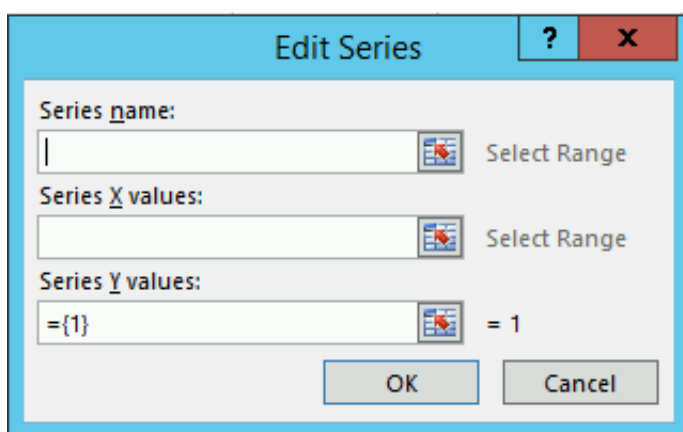 Edit Series ? x
Series name:
Select Range
Series X values:
Select Range
Series Y values:
={1} = 1
OK Cancel